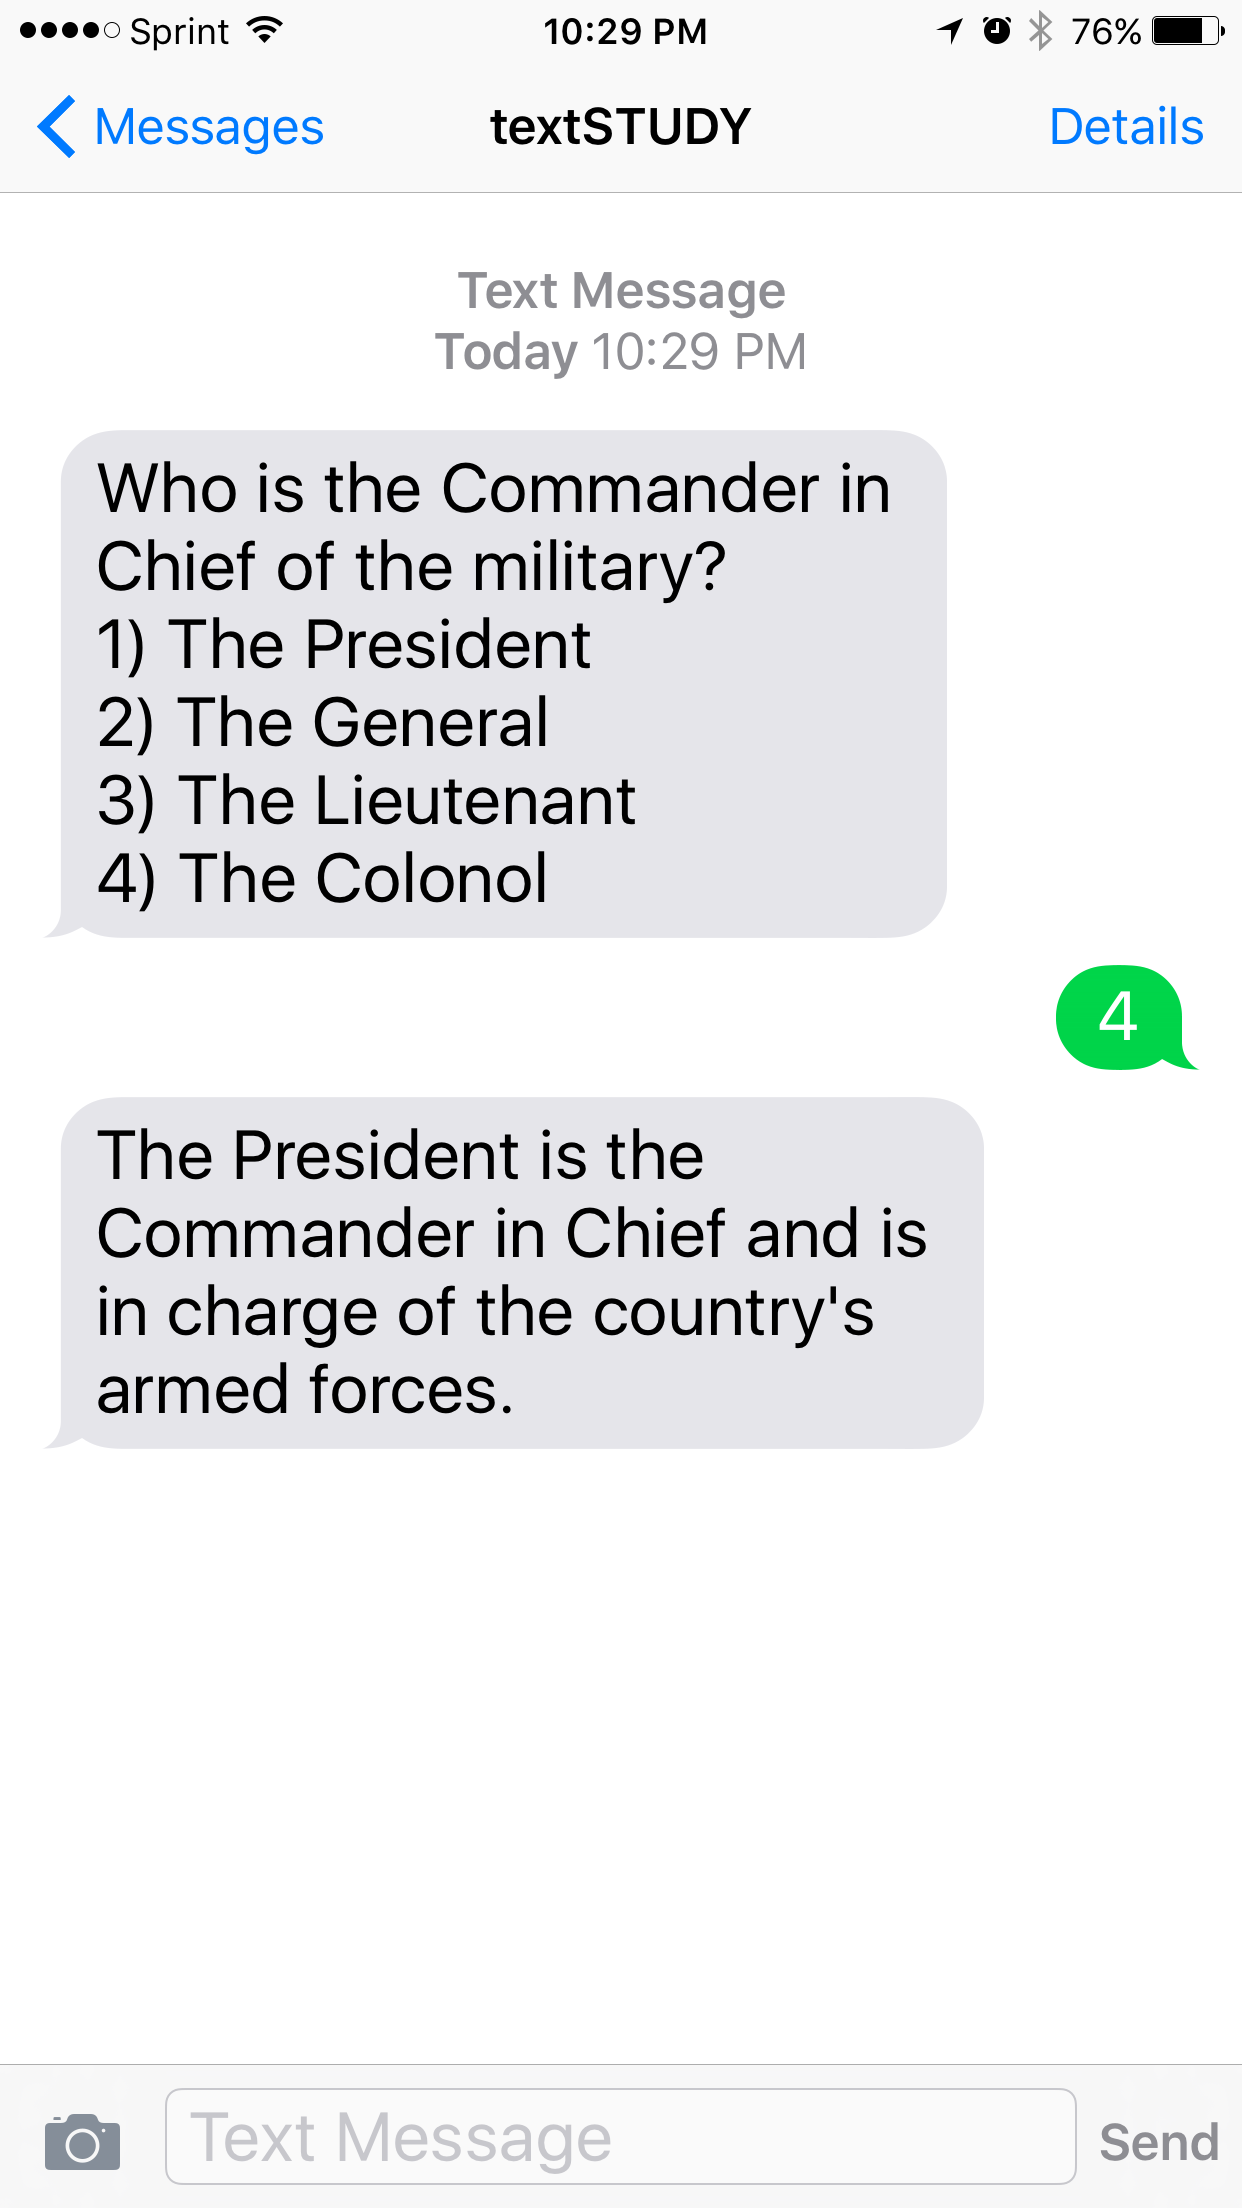 Sprint 10:29 PM 76%
Messages textSTUDY Details
Text Message
Today 10:29 PM
Who is the Commander in
Chief of the military?
1) The President
2) The General
3) The Lieutenant
4) The Colonol
4
The President is the
Commander in Chief and is
in charge of the country's
armed forces.
Text Message Send